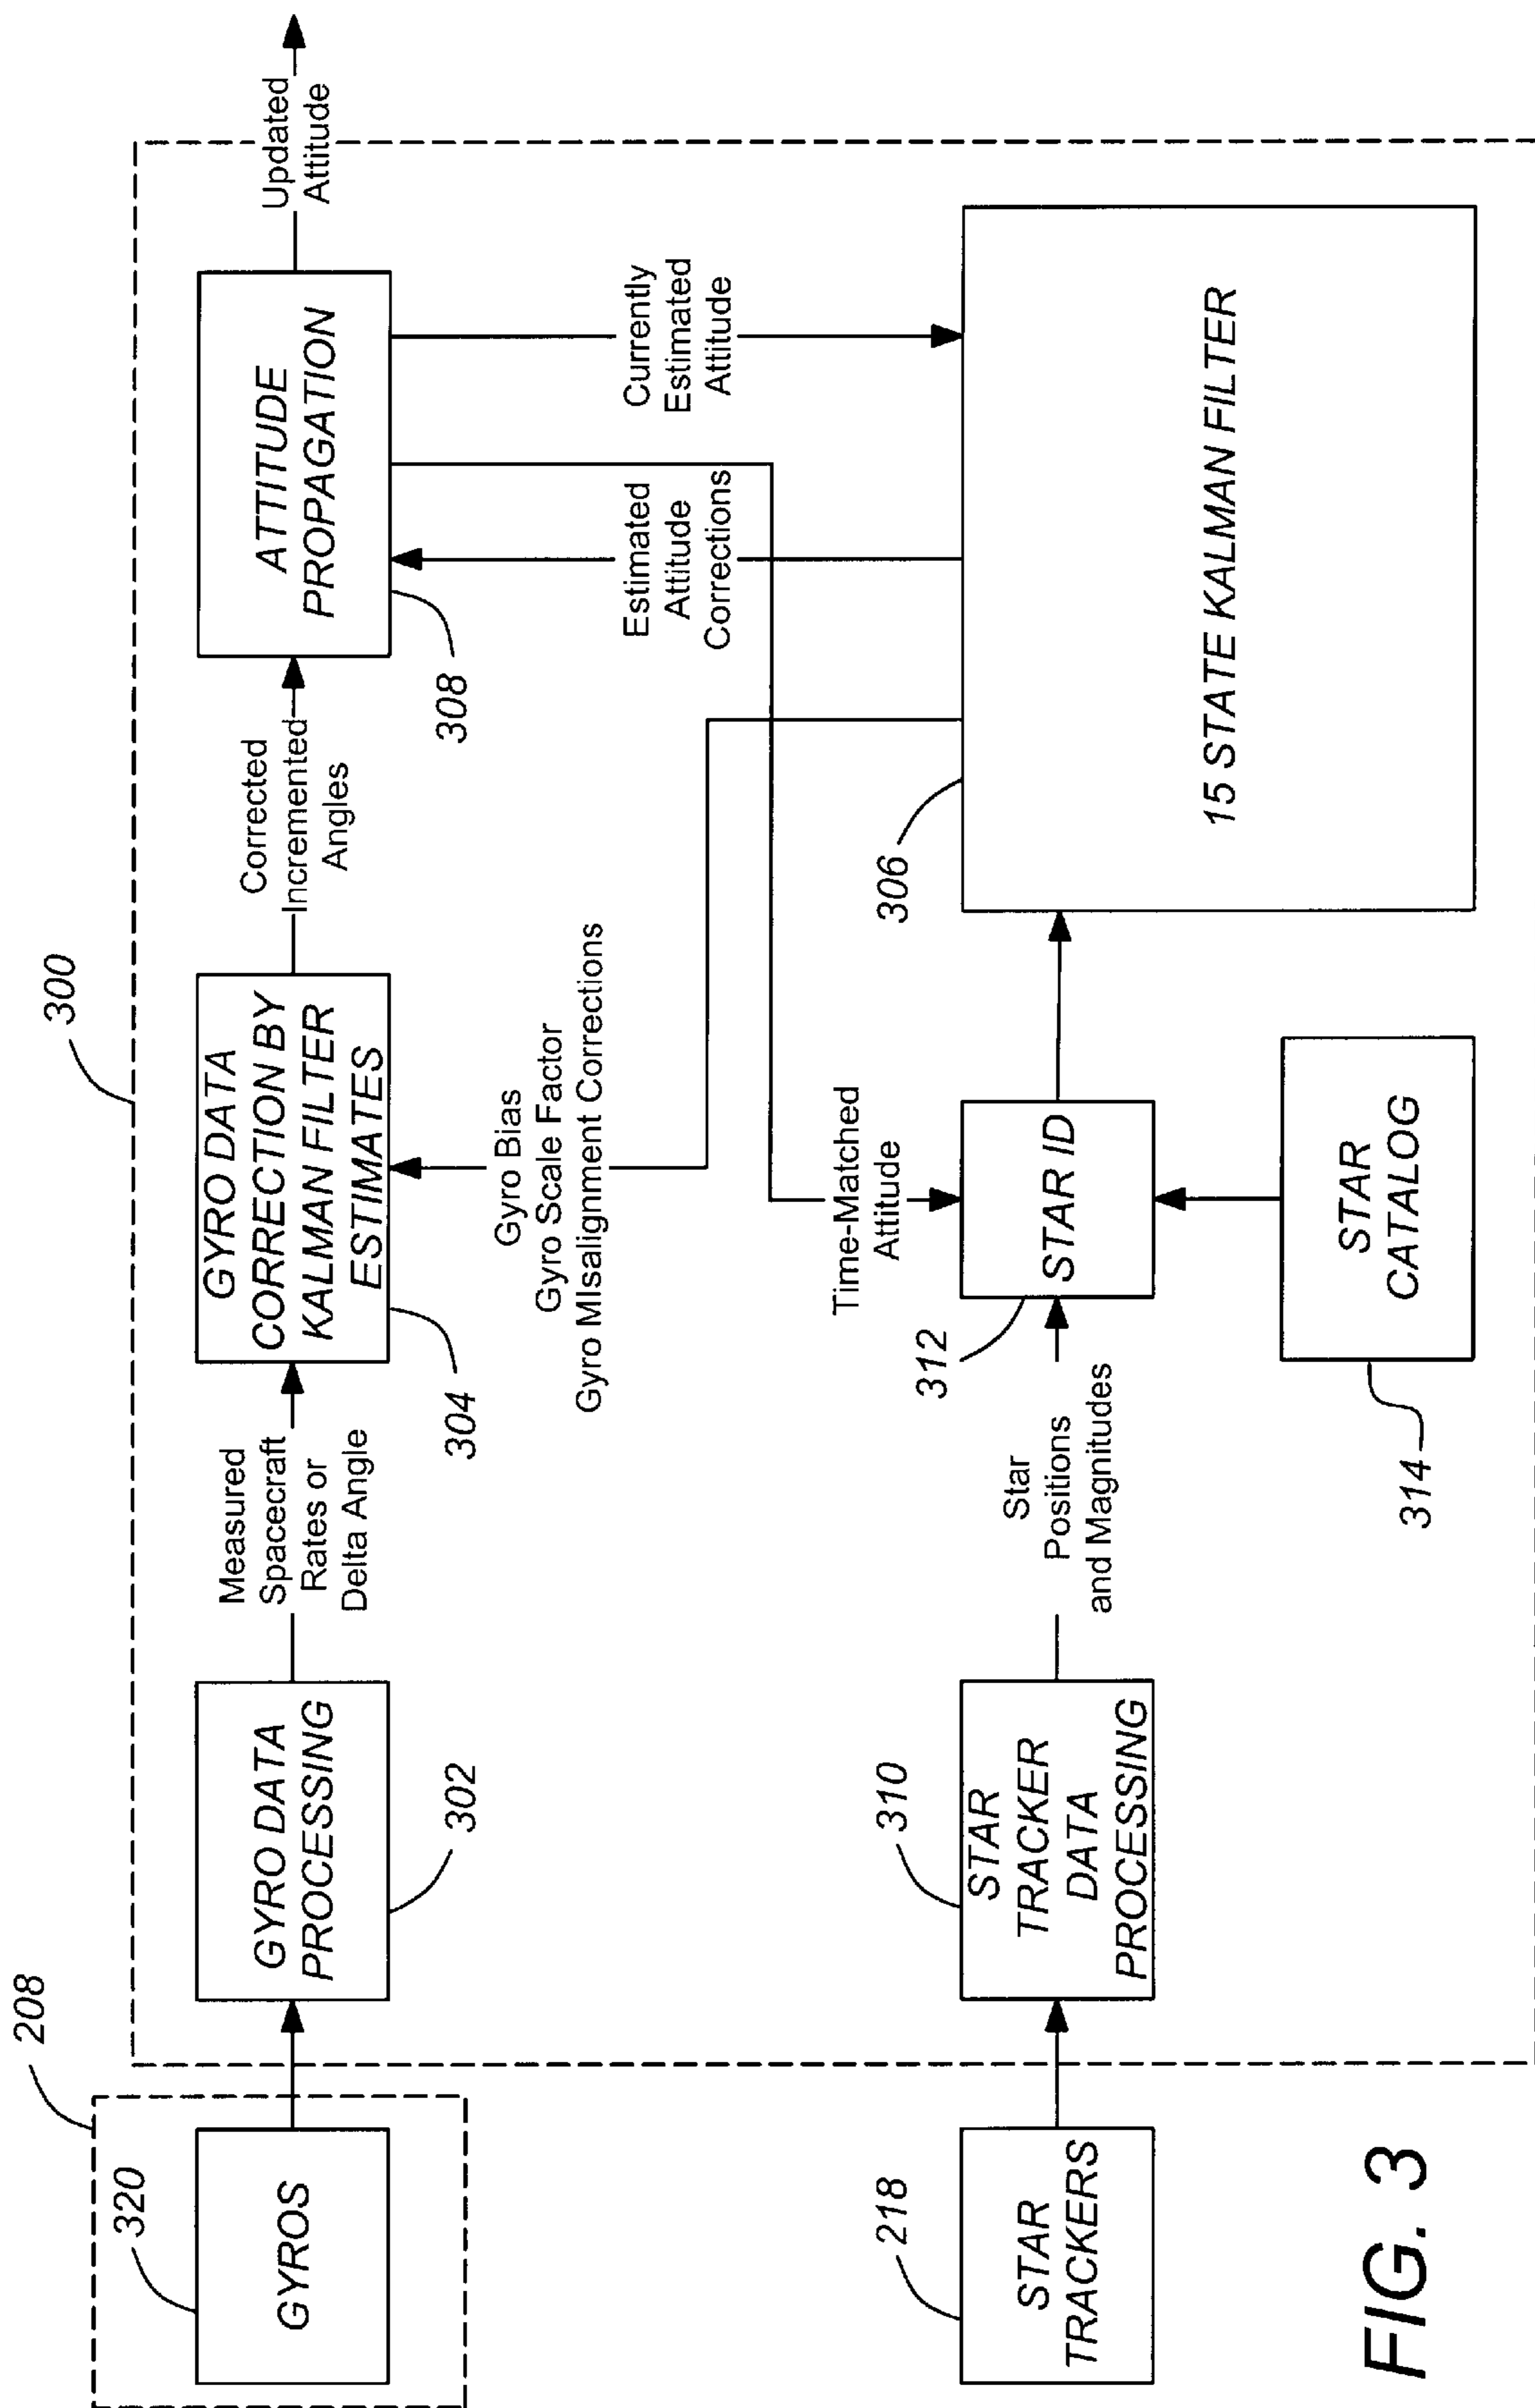 300
208
320
GYROS
GYRO DATA
PROCESSING
302
Measured
Spacecraft
Rates or
Delta Angle
GYRO DATA
CORRECTION BY
KALMAN FILTER
ESTIMATES
304
Corrected
Incremented
Angles
ATTITUDE
PROPAGATION
308
Updated
Attitude
Gyro Bias
Gyro Scale Factor
Gyro MIsalignment Corrections
Estimated
Attitude
Corrections
Currently
Estimated
Attitude
218
STAR
TRACKERS
310
STAR
TRACKER
DATA
PROCESSING
Star
Positions
and Magnitudes
Time-Matched
Attitude
312
STAR ID
306
15 STATE KALMAN FILTER
STAR
CATALOG
314
FIG. 3